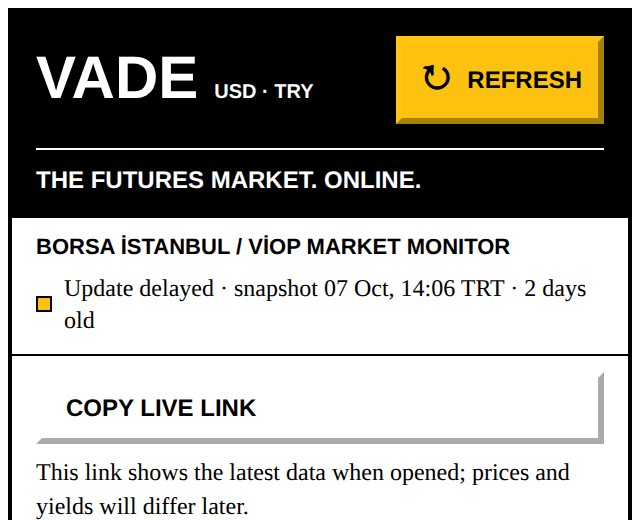 VADE USD · TRY
↻ REFRESH
THE FUTURES MARKET. ONLINE.
BORSA İSTANBUL / VİOP MARKET MONITOR
Update delayed · snapshot 07 Oct, 14:06 TRT · 2 days
old
COPY LIVE LINK
This link shows the latest data when opened; prices and
yields will differ later.